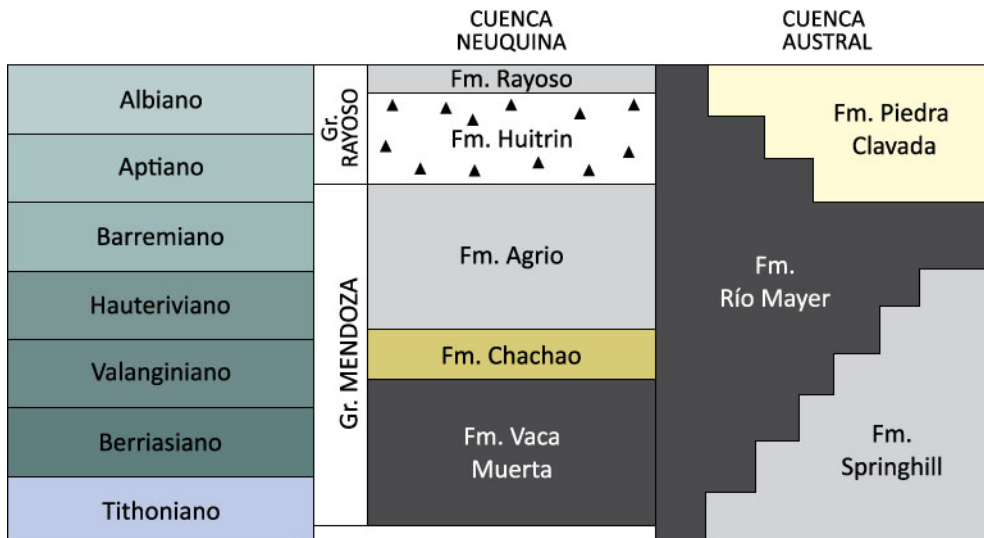 CUENCA
NEUQUINA
CUENCA
AUSTRAL
Albiano
Aptiano
Barremiano
Hauteriviano
Valanginiano
Berriasiano
Tithoniano
Gr.
RAYOSO
Gr. MENDOZA
Fm. Rayoso
Fm. Huitrin
Fm. Agrio
Fm. Chachao
Fm. Vaca
Muerta
Fm. Piedra
Clavada
Fm.
Río Mayer
Fm.
Springhill